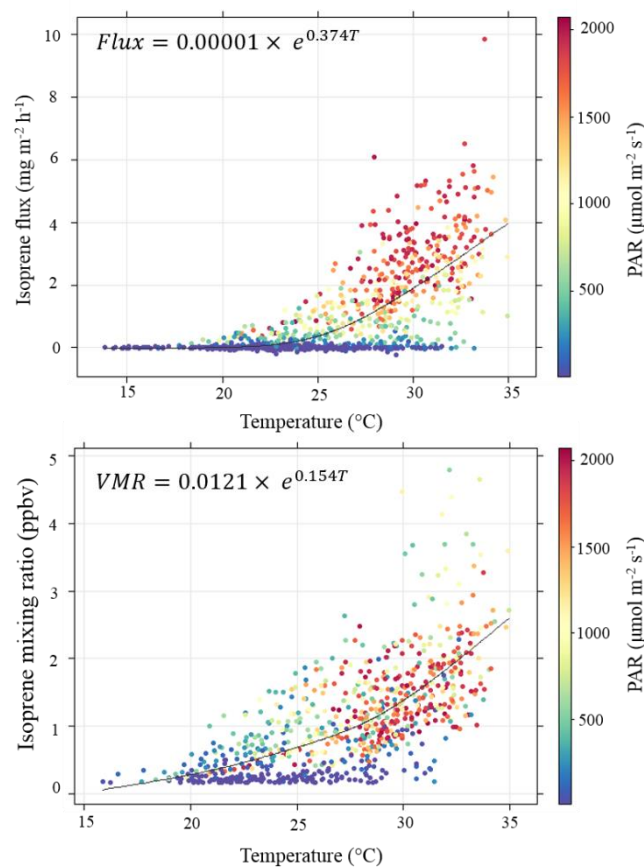 Flux = 0.00001 × e^0.374T
Isoprene flux (mg m⁻² h⁻¹)
10
8
6
4
2
0
15 20 25 30 35
Temperature (°C)
2000
1500
1000
500
PAR (μmol m⁻² s⁻¹)
VMR = 0.0121 × e^0.154T
Isoprene mixing ratio (ppbv)
5
4
3
2
1
0
15 20 25 30 35
Temperature (°C)
2000
1500
1000
500
PAR (μmol m⁻² s⁻¹)